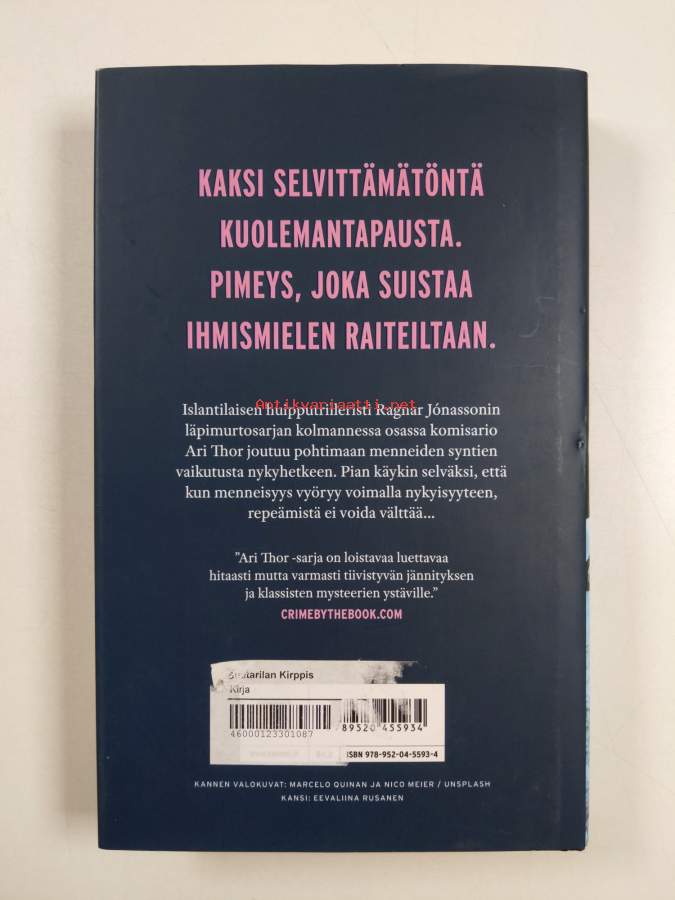 KAKSI SELVITTÄMÄTÖNTÄ
KUOLEMANTAPAUSTA.
PIMEYS, JOKA SUISTAA
IHMISMIELEN RAITEILTAAN.
Antikvariaatti.net
Islantilaisen huipputrilleristi Ragnar Jónassonin
läpimurtosarjan kolmannessa osassa komisario
Ari Thor joutuu pohtimaan menneiden syntien
vaikutusta nykyhetkeen. Pian käykin selväksi, että
kun menneisyys vyöryy voimalla nykyisyyteen,
repeämistä ei voida välttää...
”Ari Thor -sarja on loistavaa luettavaa
hitaasti mutta varmasti tiivistyvän jännityksen
ja klassisten mysteerien ystäville.”
CRIMEBYTHEBOOK.COM
Kirppis
Kirja
46000123301087
789520 455934
ISBN 978-952-04-5593-4
KANNEN VALOKUVAT: MARCELO QUINAN JA NICO MEIER / UNSPLASH
KANSI: EEVALIINA RUSANEN